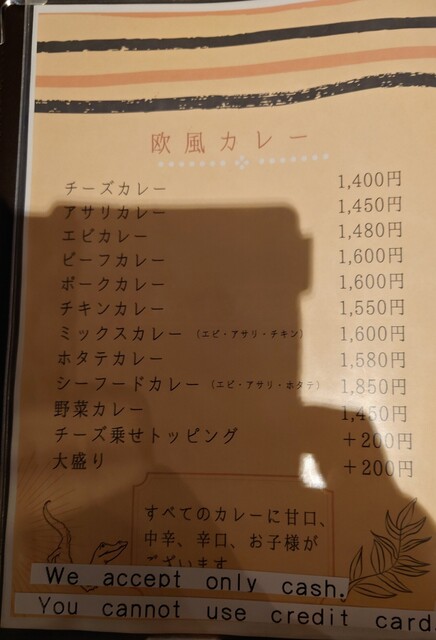 欧風カレー
チーズカレー 1,400円
アサリカレー 1,450円
エビカレー 1,480円
ビーフカレー 1,600円
ポークカレー 1,600円
チキンカレー 1,550円
ミックスカレー (エビ・アサリ・チキン) 1,600円
ホタテカレー 1,580円
シーフードカレー (エビ・アサリ・ホタテ) 1,850円
野菜カレー 1,450円
チーズ乗せトッピング +200円
大盛り +200円
すべてのカレーに甘口、
中辛、辛口、お子様が
ございます
We accept only cash.
You cannot use credit card